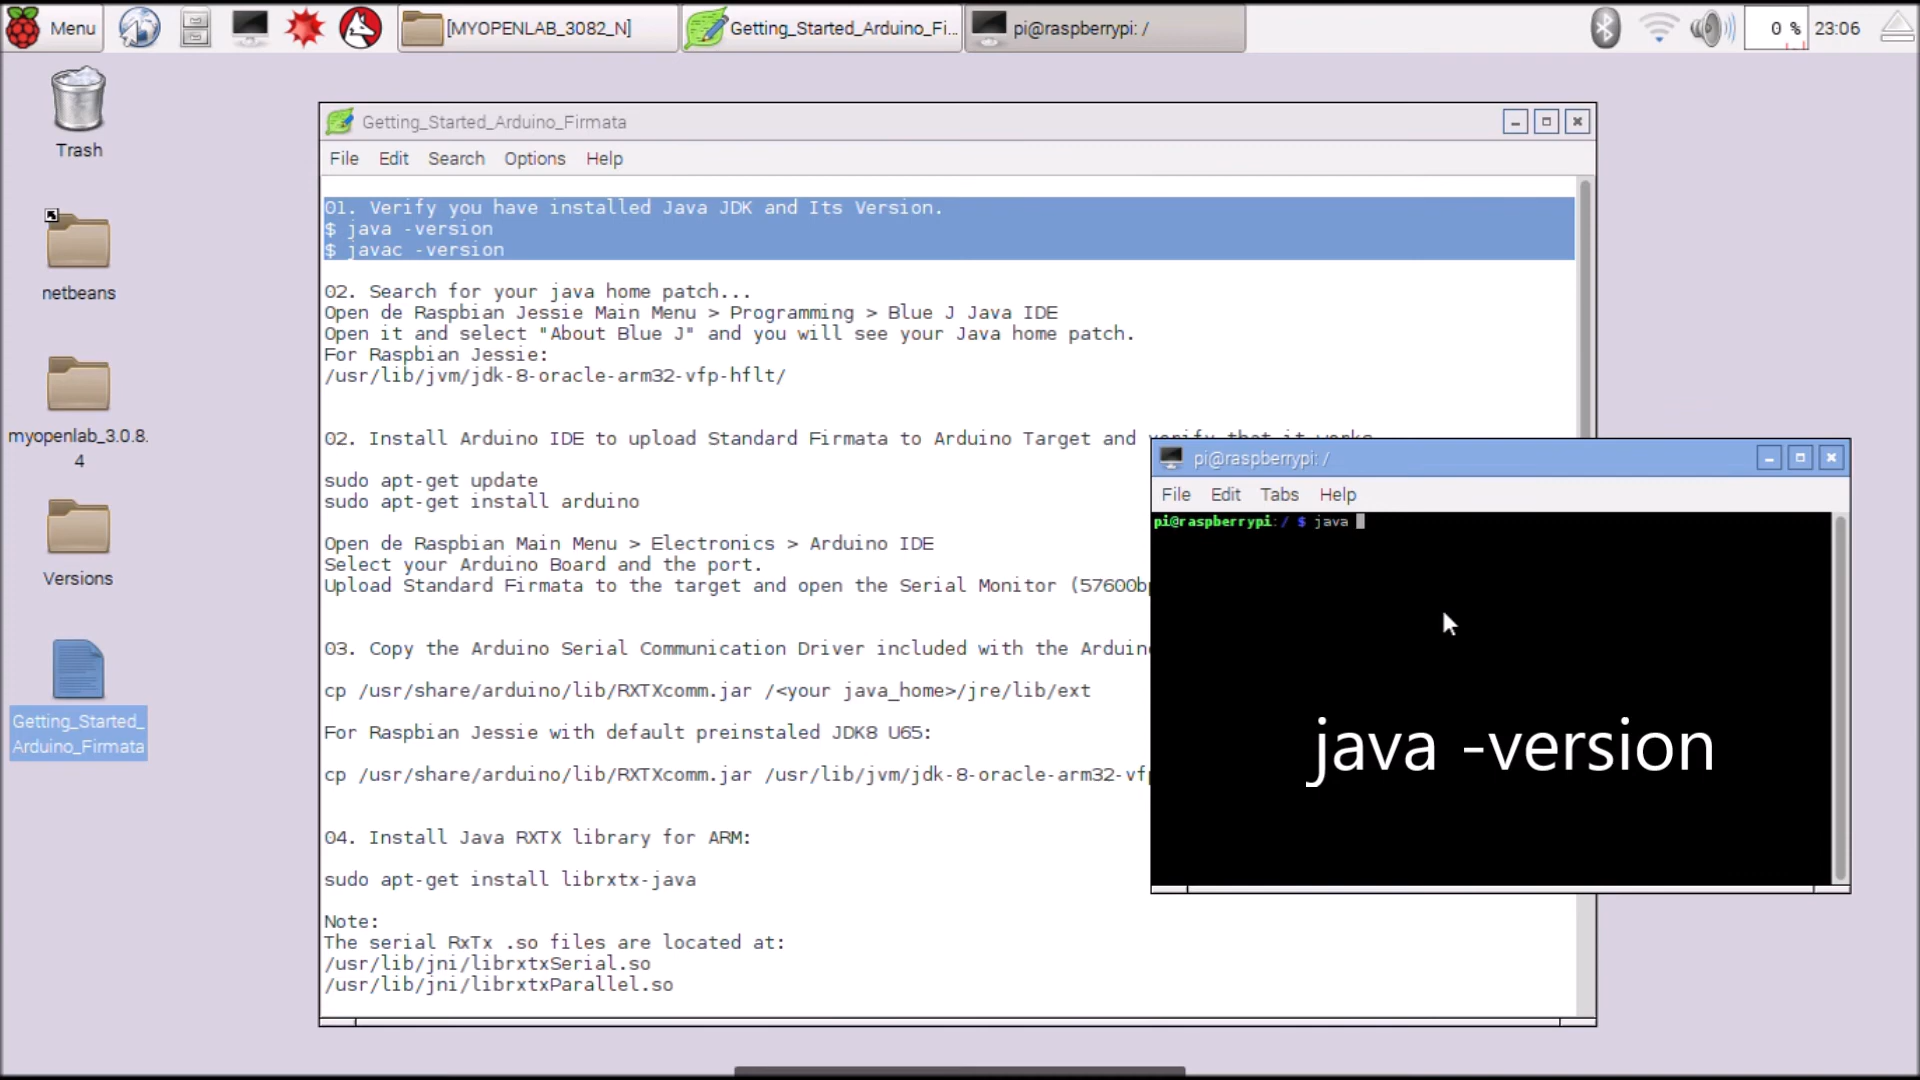 Menu
[MYOPENLAB_3082_N]
Getting_Started_Arduino_Fi...
pi@raspberrypi: /
0 %
23:06
Trash
netbeans
myopenlab_3.0.8.
4
Versions
Getting_Started_
Arduino_Firmata
Getting_Started_Arduino_Firmata
File Edit Search Options Help
01. Verify you have installed Java JDK and Its Version.
$ java -version
$ javac -version
02. Search for your java home patch...
Open de Raspbian Jessie Main Menu > Programming > Blue J Java IDE
Open it and select "About Blue J" and you will see your Java home patch.
For Raspbian Jessie:
/usr/lib/jvm/jdk-8-oracle-arm32-vfp-hflt/
02. Install Arduino IDE to upload Standard Firmata to Arduino Target and verify that it works
sudo apt-get update
sudo apt-get install arduino
Open de Raspbian Main Menu > Electronics > Arduino IDE
Select your Arduino Board and the port.
Upload Standard Firmata to the target and open the Serial Monitor (57600b
03. Copy the Arduino Serial Communication Driver included with the Arduin
cp /usr/share/arduino/lib/RXTXcomm.jar /<your java_home>/jre/lib/ext
For Raspbian Jessie with default preinstaled JDK8 U65:
cp /usr/share/arduino/lib/RXTXcomm.jar /usr/lib/jvm/jdk-8-oracle-arm32-vf
04. Install Java RXTX library for ARM:
sudo apt-get install librxtx-java
Note:
The serial RxTx .so files are located at:
/usr/lib/jni/librxtxSerial.so
/usr/lib/jni/librxtxParallel.so
pi@raspberrypi: /
File Edit Tabs Help
pi@raspberrypi:/ $ java
java -version